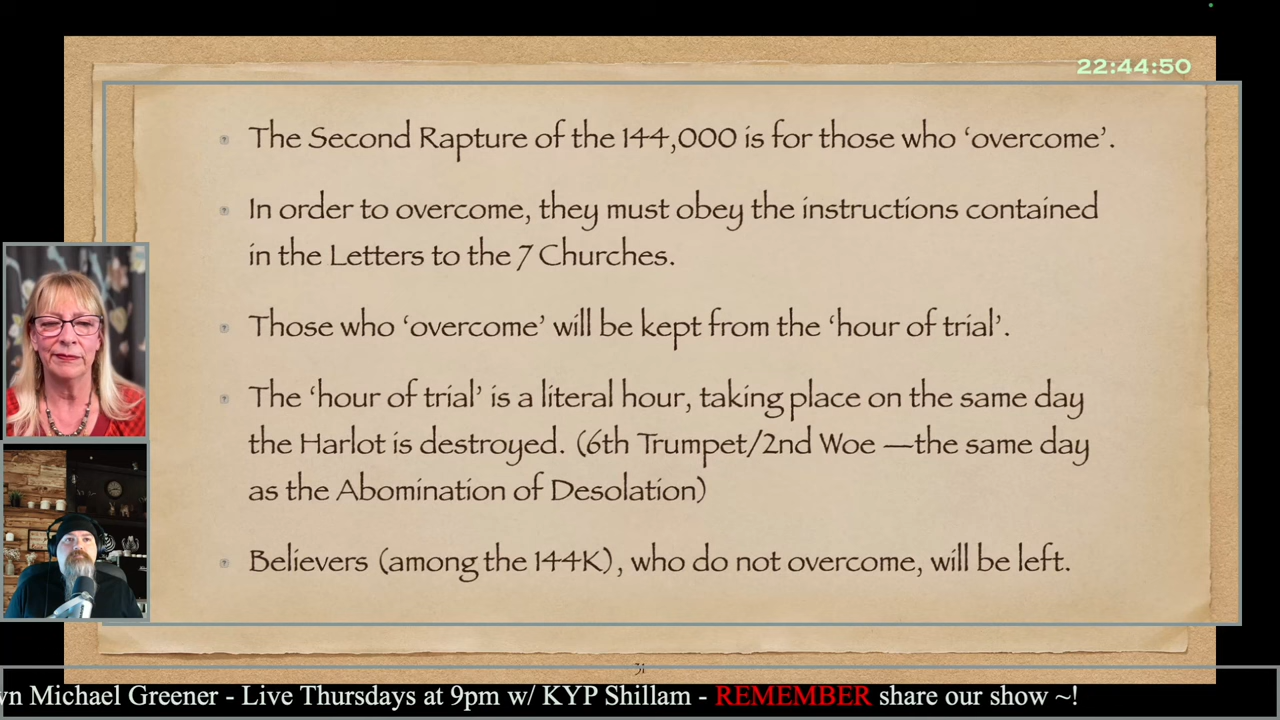 22:44:50
The Second Rapture of the 144,000 is for those who ‘overcome’.
In order to overcome, they must obey the instructions contained
in the Letters to the 7 Churches.
Those who ‘overcome’ will be kept from the ‘hour of trial’.
The ‘hour of trial’ is a literal hour, taking place on the same day
the Harlot is destroyed. (6th Trumpet/2nd Woe —the same day
as the Abomination of Desolation)
Believers (among the 144K), who do not overcome, will be left.
Michael Greener - Live Thursdays at 9pm w/ KYP Shillam - REMEMBER share our show ~!